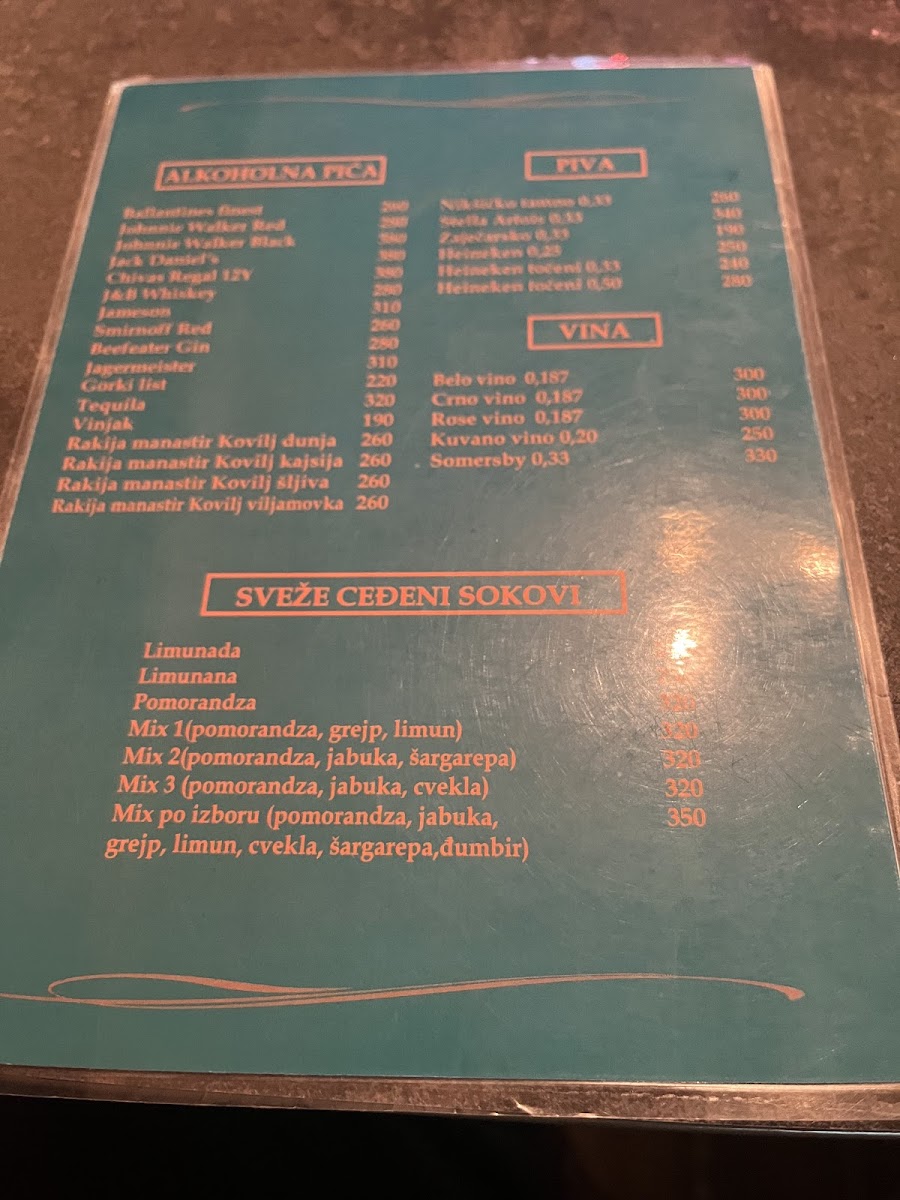 ALKOHOLNA PIĆA
Ballantines finest 260
Johnnie Walker Red 280
Johnnie Walker Black 380
Jack Daniel's 380
Chivas Regal 12Y 380
J&B Whiskey 280
Jameson 310
Smirnoff Red 260
Beefeater Gin 280
Jagermeister 310
Gorki list 220
Tequila 320
Vinjak 190
Rakija manastir Kovilj dunja 260
Rakija manastir Kovilj kajsija 260
Rakija manastir Kovilj šljiva 260
Rakija manastir Kovilj viljamovka 260
PIVA
Nikšićko tamno 0,33 280
Stella Artois 0,33 340
Zaječarsko 0,33 190
Heineken 0,25 250
Heineken točeni 0,33 240
Heineken točeni 0,50 280
VINA
Belo vino 0,187 300
Crno vino 0,187 300
Rose vino 0,187 300
Kuvano vino 0,20 250
Somersby 0,33 330
SVEŽE CEĐENI SOKOVI
Limunada
Limunana
Pomorandza
Mix 1(pomorandza, grejp, limun) 320
Mix 2(pomorandza, jabuka, šargarepa) 320
Mix 3 (pomorandza, jabuka, cvekla) 320
Mix po izboru (pomorandza, jabuka, 350
grejp, limun, cvekla, šargarepa,đumbir)